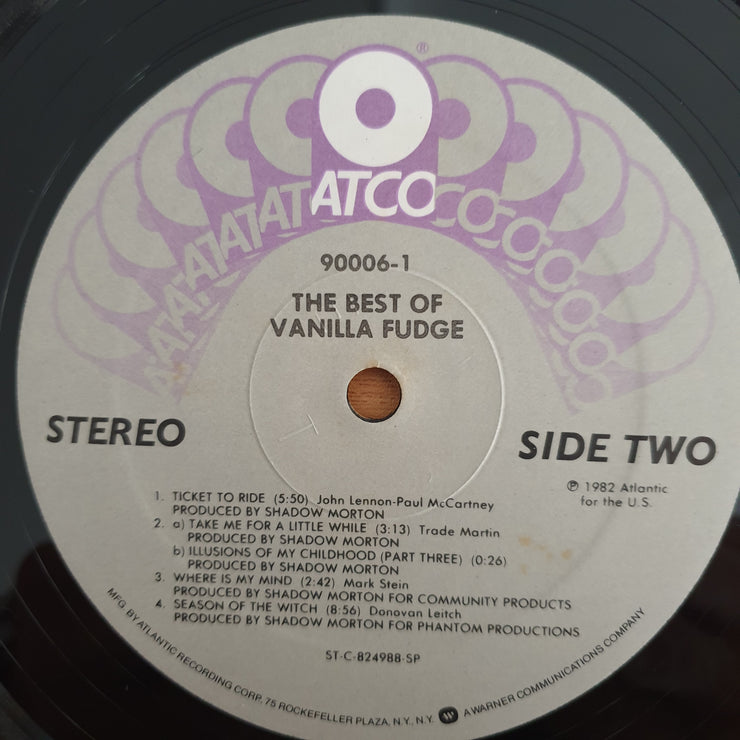 ATCO
®
90006-1
THE BEST OF
VANILLA FUDGE
STEREO
SIDE TWO
℗ 1982 Atlantic
for the U.S.
1. TICKET TO RIDE (5:50) John Lennon-Paul McCartney
PRODUCED BY SHADOW MORTON
2. a) TAKE ME FOR A LITTLE WHILE (3:13) Trade Martin
PRODUCED BY SHADOW MORTON
b) ILLUSIONS OF MY CHILDHOOD (PART THREE) (0:26)
PRODUCED BY SHADOW MORTON
3. WHERE IS MY MIND (2:42) Mark Stein
PRODUCED BY SHADOW MORTON FOR COMMUNITY PRODUCTS
4. SEASON OF THE WITCH (8:56) Donovan Leitch
PRODUCED BY SHADOW MORTON FOR PHANTOM PRODUCTIONS
ST-C-824988-SP
MFG. BY ATLANTIC RECORDING CORP. 75 ROCKEFELLER PLAZA, N.Y., N.Y. W A WARNER COMMUNICATIONS COMPANY